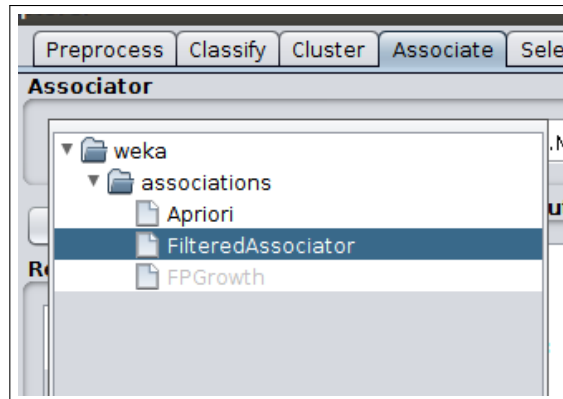 Preprocess Classify Cluster Associate Sele
Associator
weka
associations
Apriori
FilteredAssociator
FPGrowth